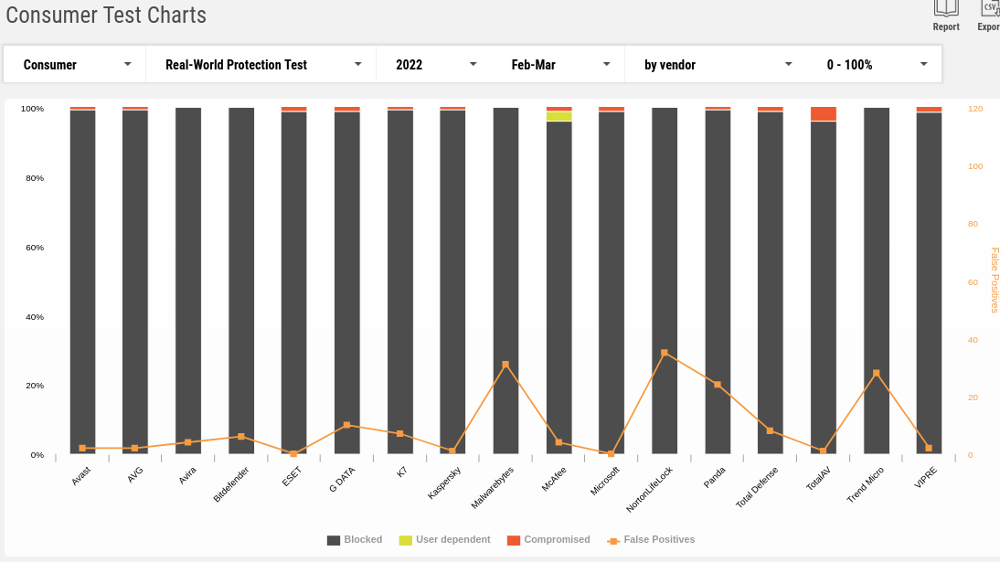 Consumer Test Charts
CSV
Report
Consumer
Real-World Protection Test
2022
Feb-Mar
by vendor
0 - 100%
100%
80%
60%
40%
20%
0%
120
100
80
60
40
20
0
False Positives
Avast
AVG
Avira
Bitdefender
ESET
G DATA
K7
Kaspersky
Malwarebytes
McAfee
Microsoft
NortonLifeLock
Panda
Total Defense
TotalAV
Trend Micro
VIPRE
Blocked
User dependent
Compromised
False Positives